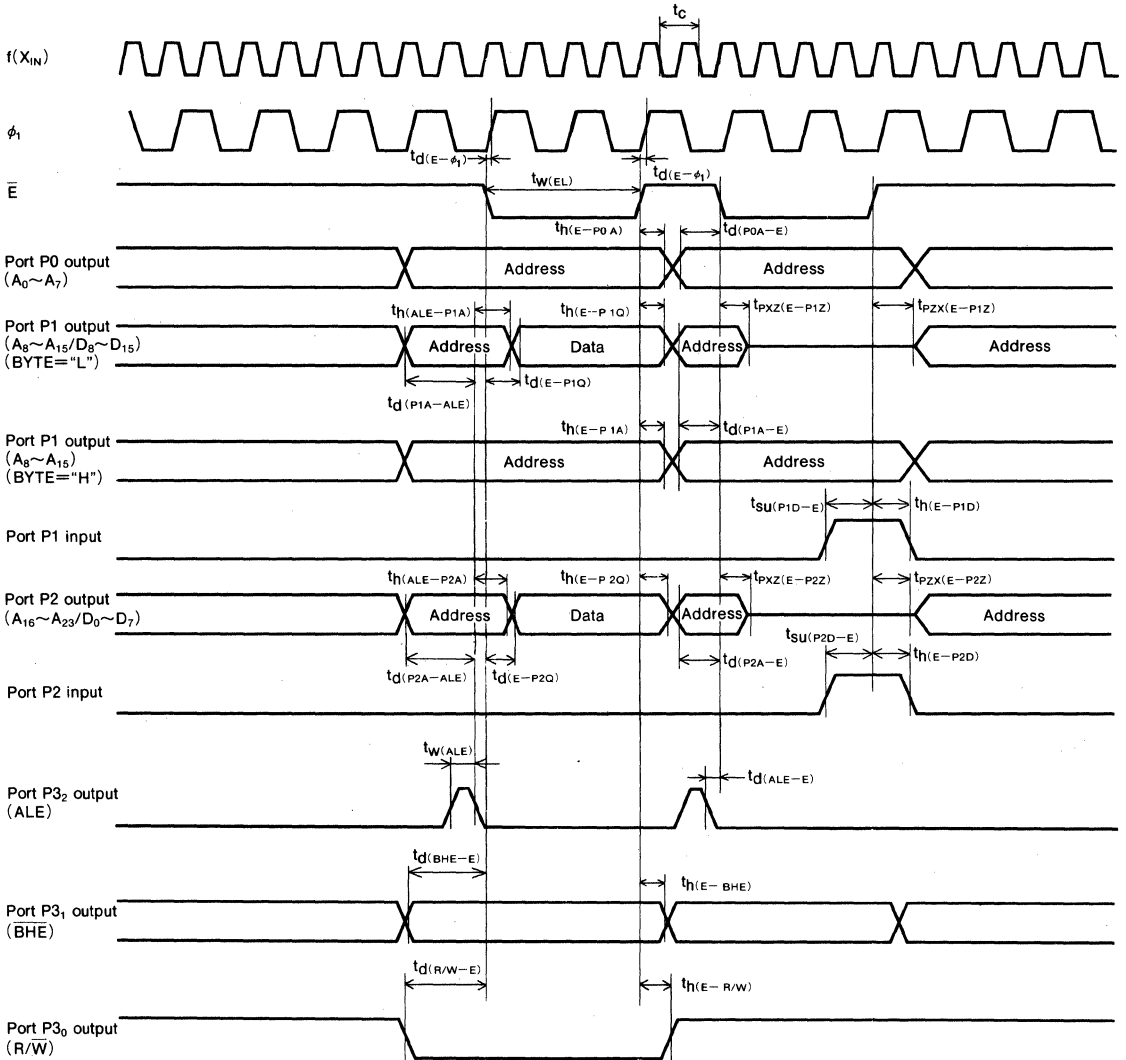 tc
f(XIN)
ϕ1
td(E−ϕ1)
tw(EL)
td(E−ϕ1)
E̅
th(E−P0A)
td(P0A−E)
Port P0 output
(A0~A7)
Address
Address
th(ALE−P1A)
th(E−P1Q)
tPXZ(E−P1Z)
tPZX(E−P1Z)
Port P1 output
(A8~A15/D8~D15)
(BYTE="L")
Address
Data
Address
Address
td(P1A−ALE)
td(E−P1Q)
th(E−P1A)
td(P1A−E)
Port P1 output
(A8~A15)
(BYTE="H")
Address
Address
tsu(P1D−E)
th(E−P1D)
Port P1 input
th(ALE−P2A)
th(E−P2Q)
tPXZ(E−P2Z)
tPZX(E−P2Z)
Port P2 output
(A16~A23/D0~D7)
Address
Data
Address
Address
tsu(P2D−E)
td(P2A−ALE)
td(E−P2Q)
td(P2A−E)
th(E−P2D)
Port P2 input
tw(ALE)
td(ALE−E)
Port P32 output
(ALE)
td(BHE−E)
th(E−BHE)
Port P31 output
(B̅H̅E̅)
td(R/W−E)
th(E−R/W)
Port P30 output
(R/W̅)